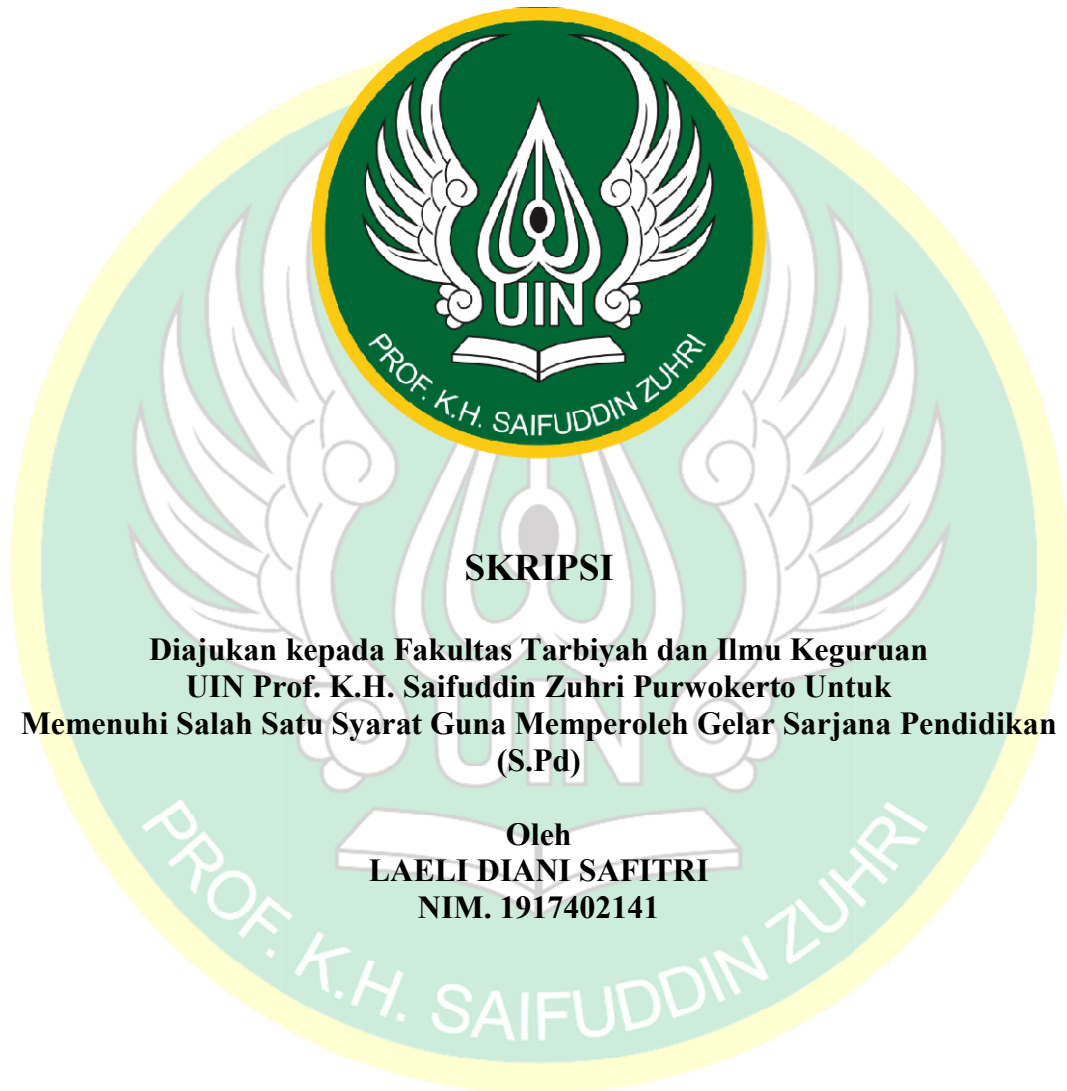 UIN
PROF. K.H. SAIFUDDIN ZUHRI
SKRIPSI
Diajukan kepada Fakultas Tarbiyah dan Ilmu Keguruan
UIN Prof. K.H. Saifuddin Zuhri Purwokerto Untuk
Memenuhi Salah Satu Syarat Guna Memperoleh Gelar Sarjana Pendidikan
(S.Pd)
Oleh
LAELI DIANI SAFITRI
NIM. 1917402141
UIN
PROF. K.H. SAIFUDDIN ZUHRI